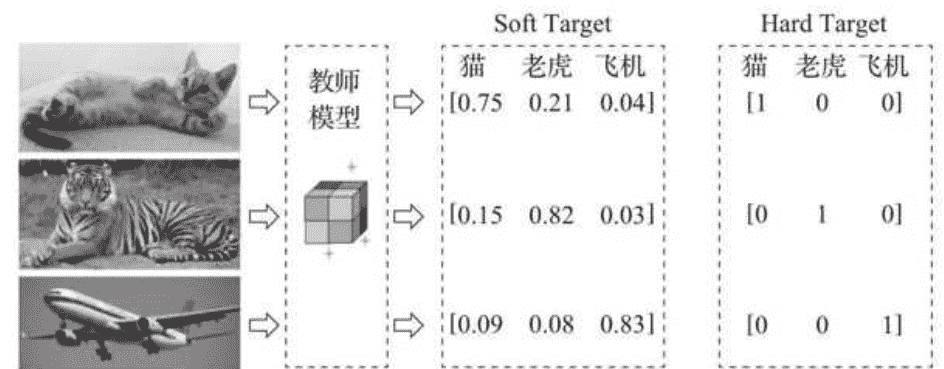 Soft Target
Hard Target
教师
模型
猫 老虎 飞机
[0.75 0.21 0.04]
[0.15 0.82 0.03]
[0.09 0.08 0.83]
猫 老虎 飞机
[1 0 0]
[0 1 0]
[0 0 1]